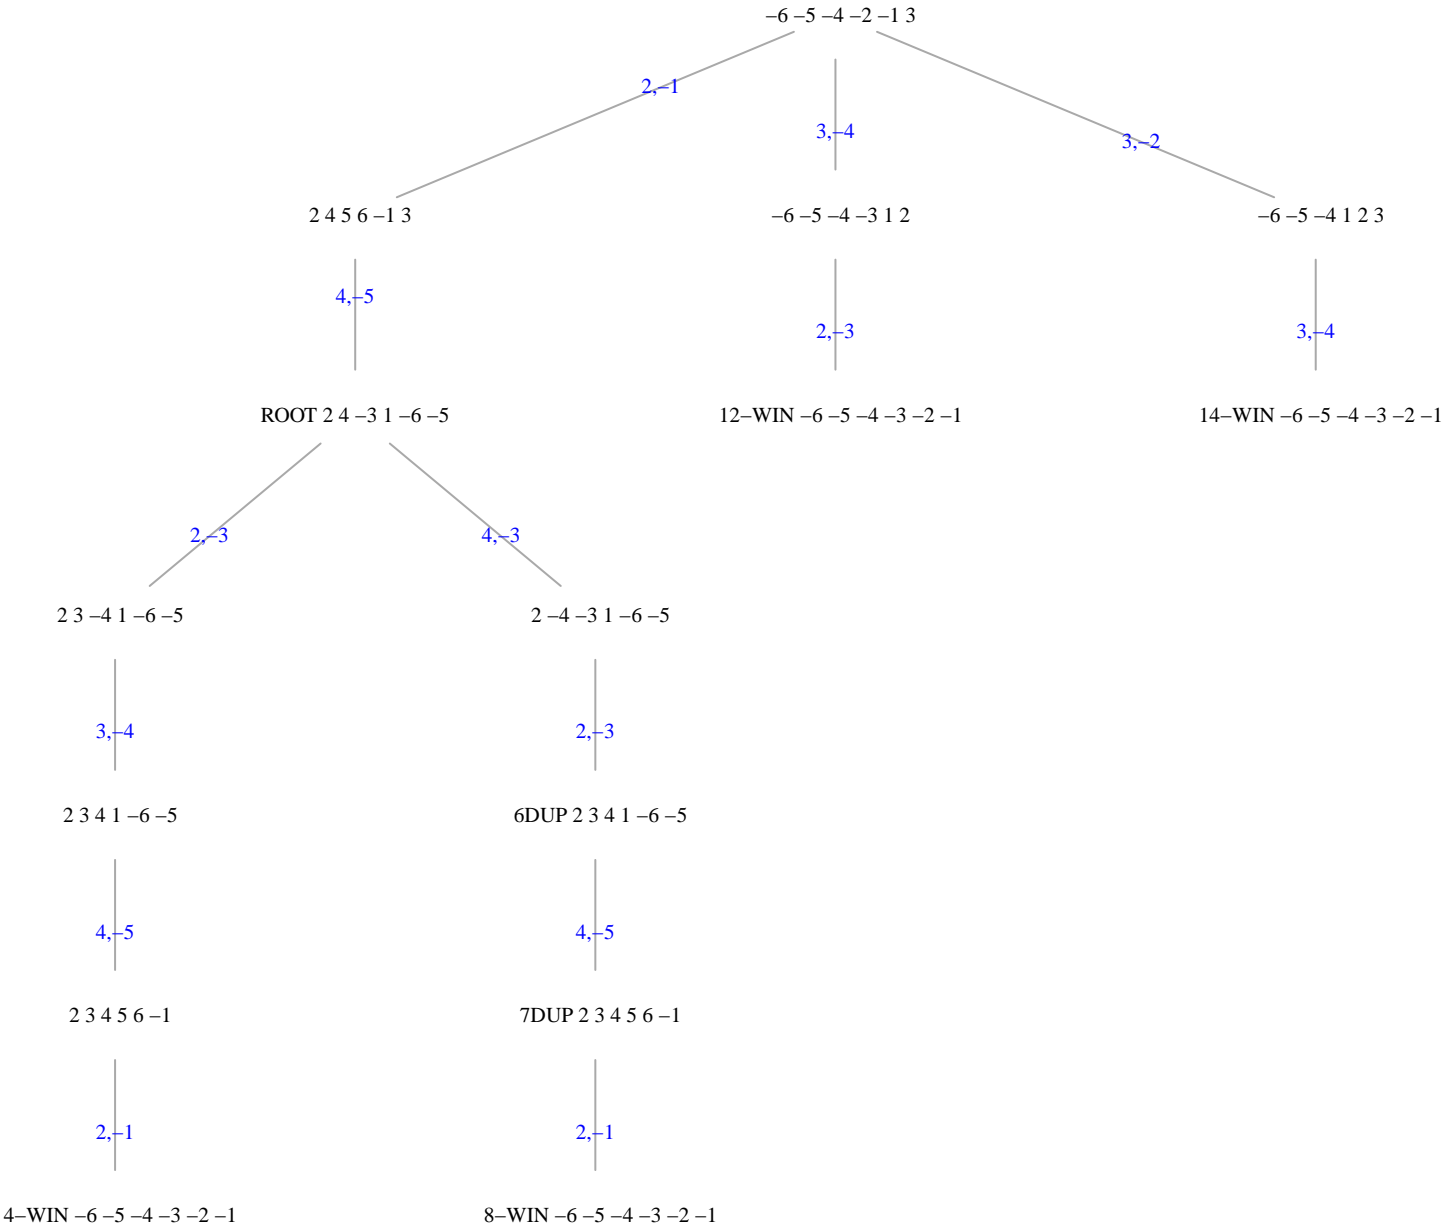 –6 –5 –4 –2 –1 3
2,–1
3,–4
3,–2
2 4 5 6 –1 3
–6 –5 –4 –3 1 2
–6 –5 –4 1 2 3
4,–5
2,–3
3,–4
ROOT 2 4 –3 1 –6 –5
12–WIN –6 –5 –4 –3 –2 –1
14–WIN –6 –5 –4 –3 –2 –1
2,–3
4,–3
2 3 –4 1 –6 –5
2 –4 –3 1 –6 –5
3,–4
2,–3
2 3 4 1 –6 –5
6DUP 2 3 4 1 –6 –5
4,–5
4,–5
2 3 4 5 6 –1
7DUP 2 3 4 5 6 –1
2,–1
2,–1
4–WIN –6 –5 –4 –3 –2 –1
8–WIN –6 –5 –4 –3 –2 –1